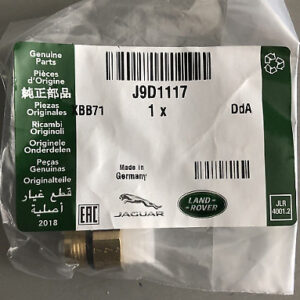 Genuine
Parts
Pièces
d'Origine
純正部品
Piezas
Originales
Ricambi
Originali
Originele
Onderdelen
Peças
Genuinas
Originalteile
قطع غيار
أصلية
2018
J9D1117
XBB71
1 x
DdA
Made in
Germany
EAC
JAGUAR
LAND-
ROVER
JLR
4001.2